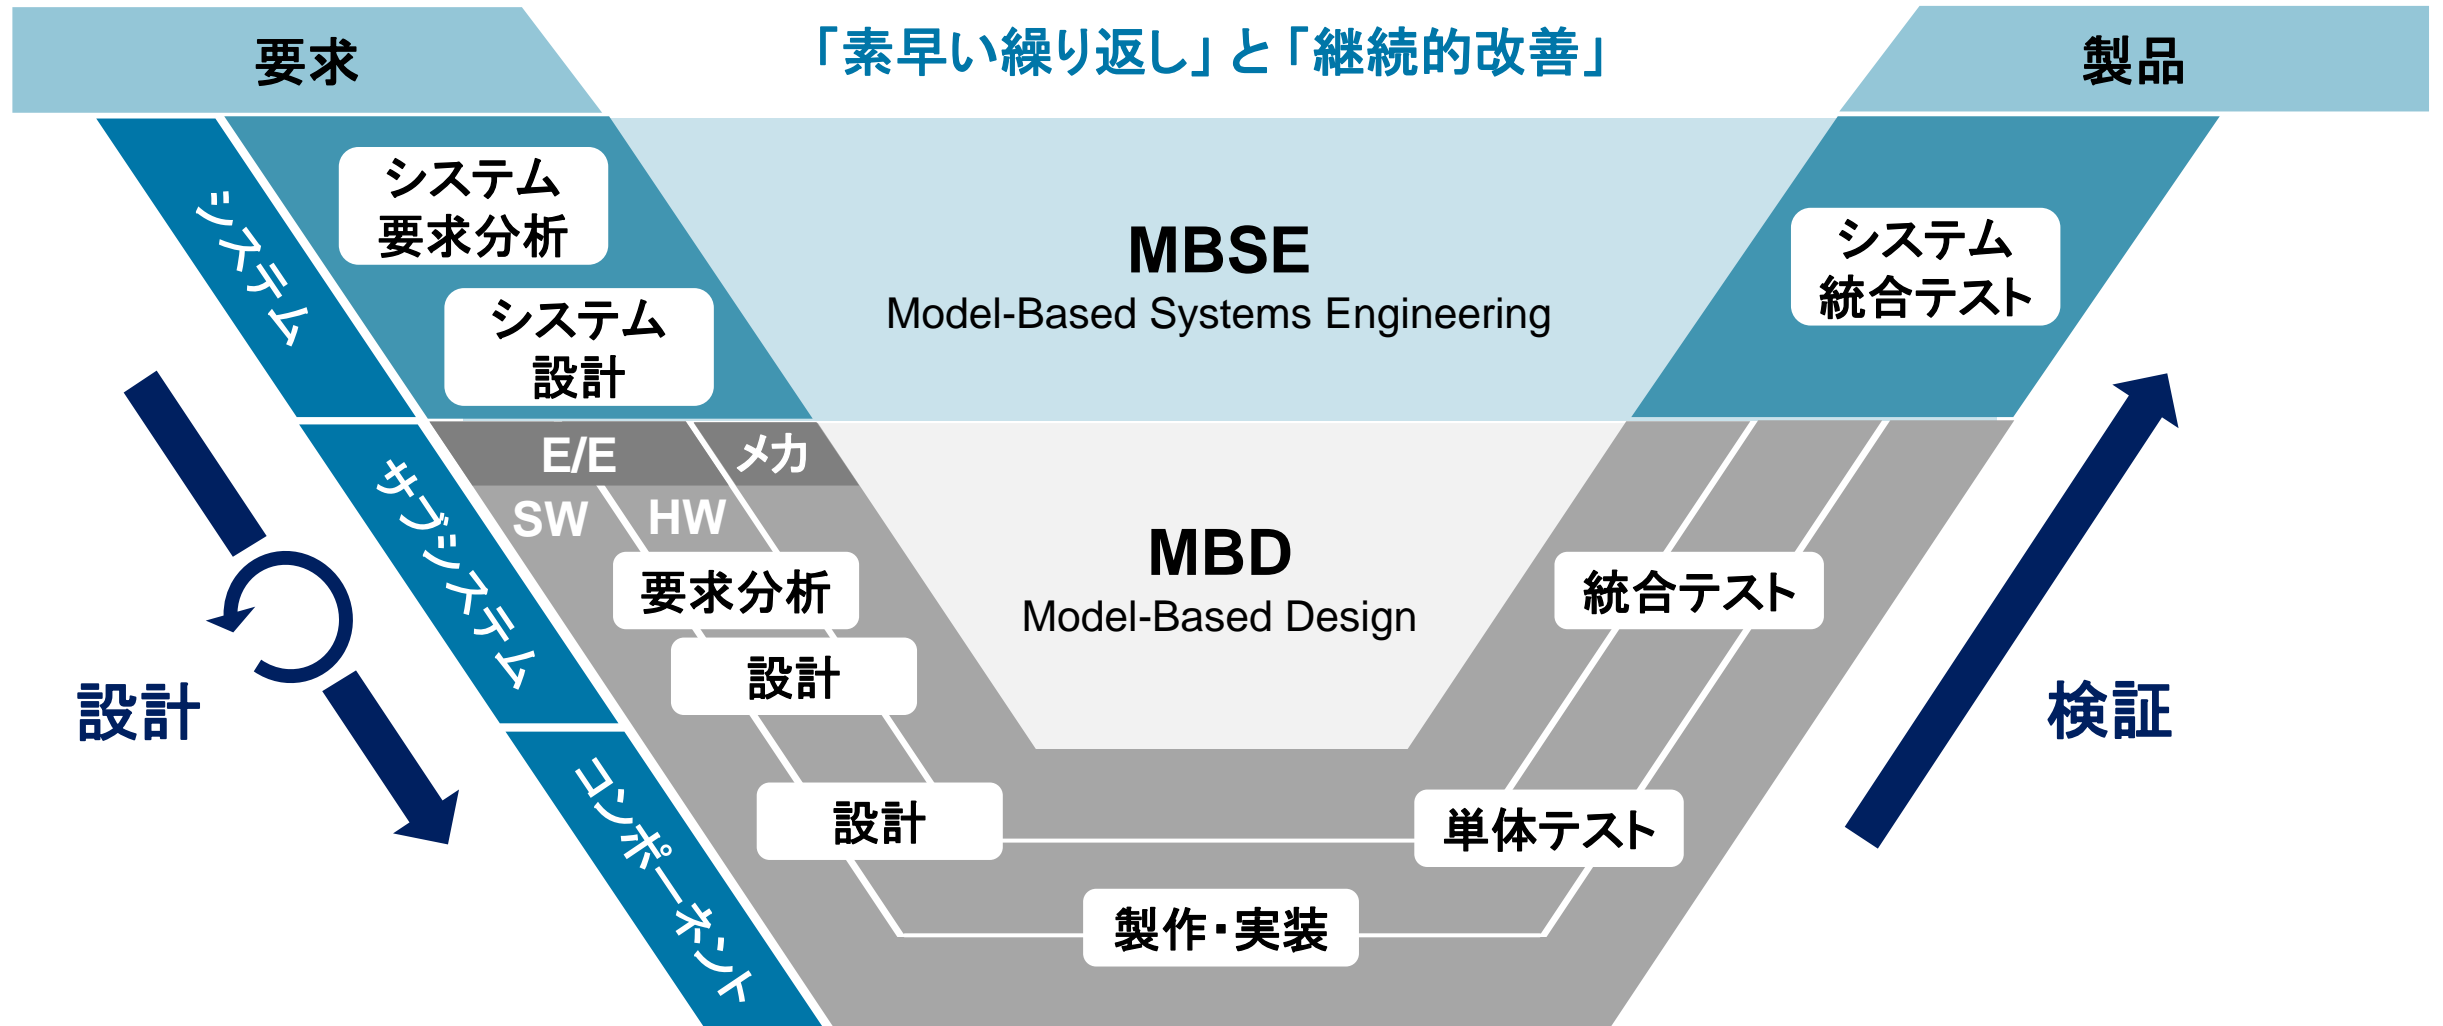 要求
「素早い繰り返し」と「継続的改善」
製品
システム
要求分析
システム
設計
システム
MBSE
Model-Based Systems Engineering
システム
統合テスト
E/E
メカ
SW
HW
サブシステム
要求分析
設計
MBD
Model-Based Design
統合テスト
設計
検証
コンポーネント
設計
単体テスト
製作・実装